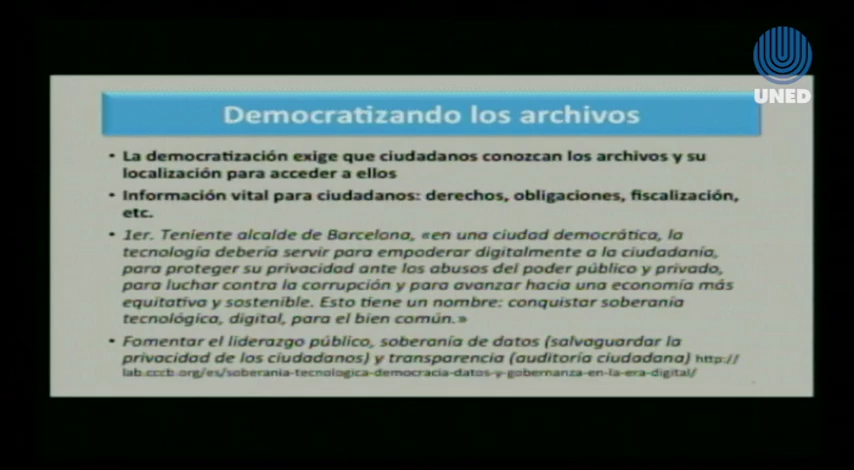 UNED
Democratizando los archivos
• La democratización exige que ciudadanos conozcan los archivos y su
localización para acceder a ellos
• Información vital para ciudadanos: derechos, obligaciones, fiscalización,
etc.
• 1er. Teniente alcalde de Barcelona, «en una ciudad democrática, la
tecnología debería servir para empoderar digitalmente a la ciudadanía,
para proteger su privacidad ante los abusos del poder público y privado,
para luchar contra la corrupción y para avanzar hacia una economía más
equitativa y sostenible. Esto tiene un nombre: conquistar soberanía
tecnológica, digital, para el bien común.»
• Fomentar el liderazgo público, soberanía de datos (salvaguardar la
privacidad de los ciudadanos) y transparencia (auditoría ciudadana) http://
lab.cccb.org/es/soberania-tecnologica-democracia-datos-y-gobernanza-en-la-era-digital/